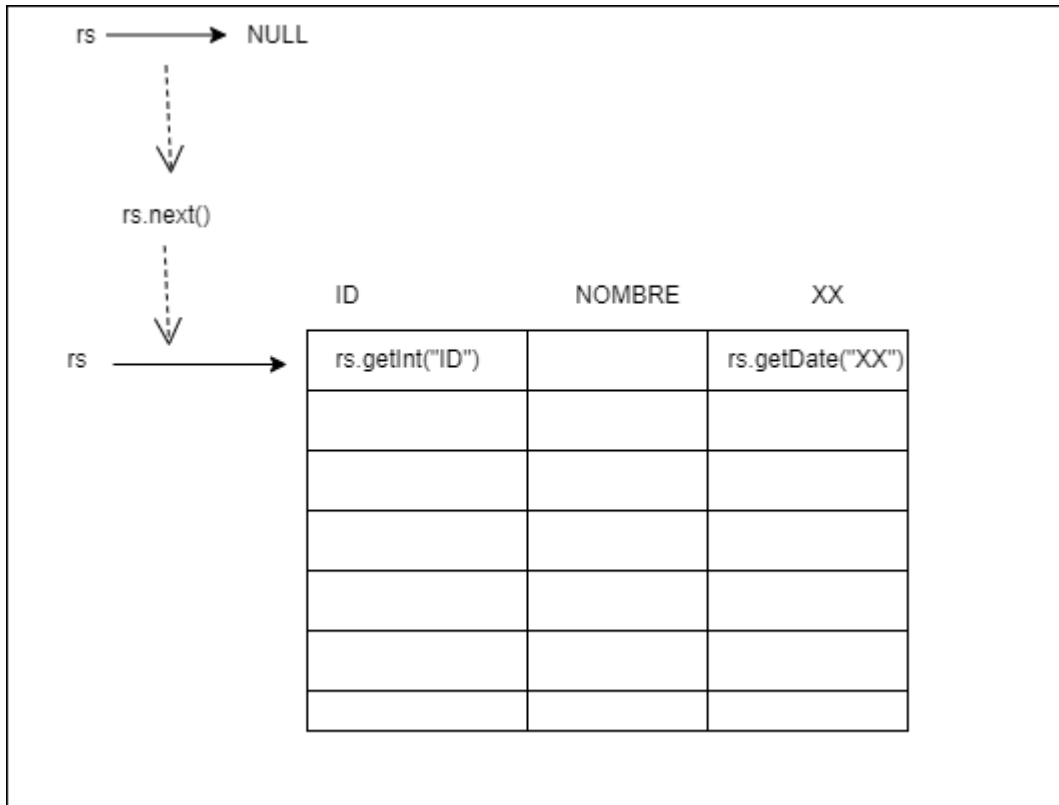 rs NULL
rs.next()
ID NOMBRE XX
rs rs.getInt("ID") rs.getDate("XX")